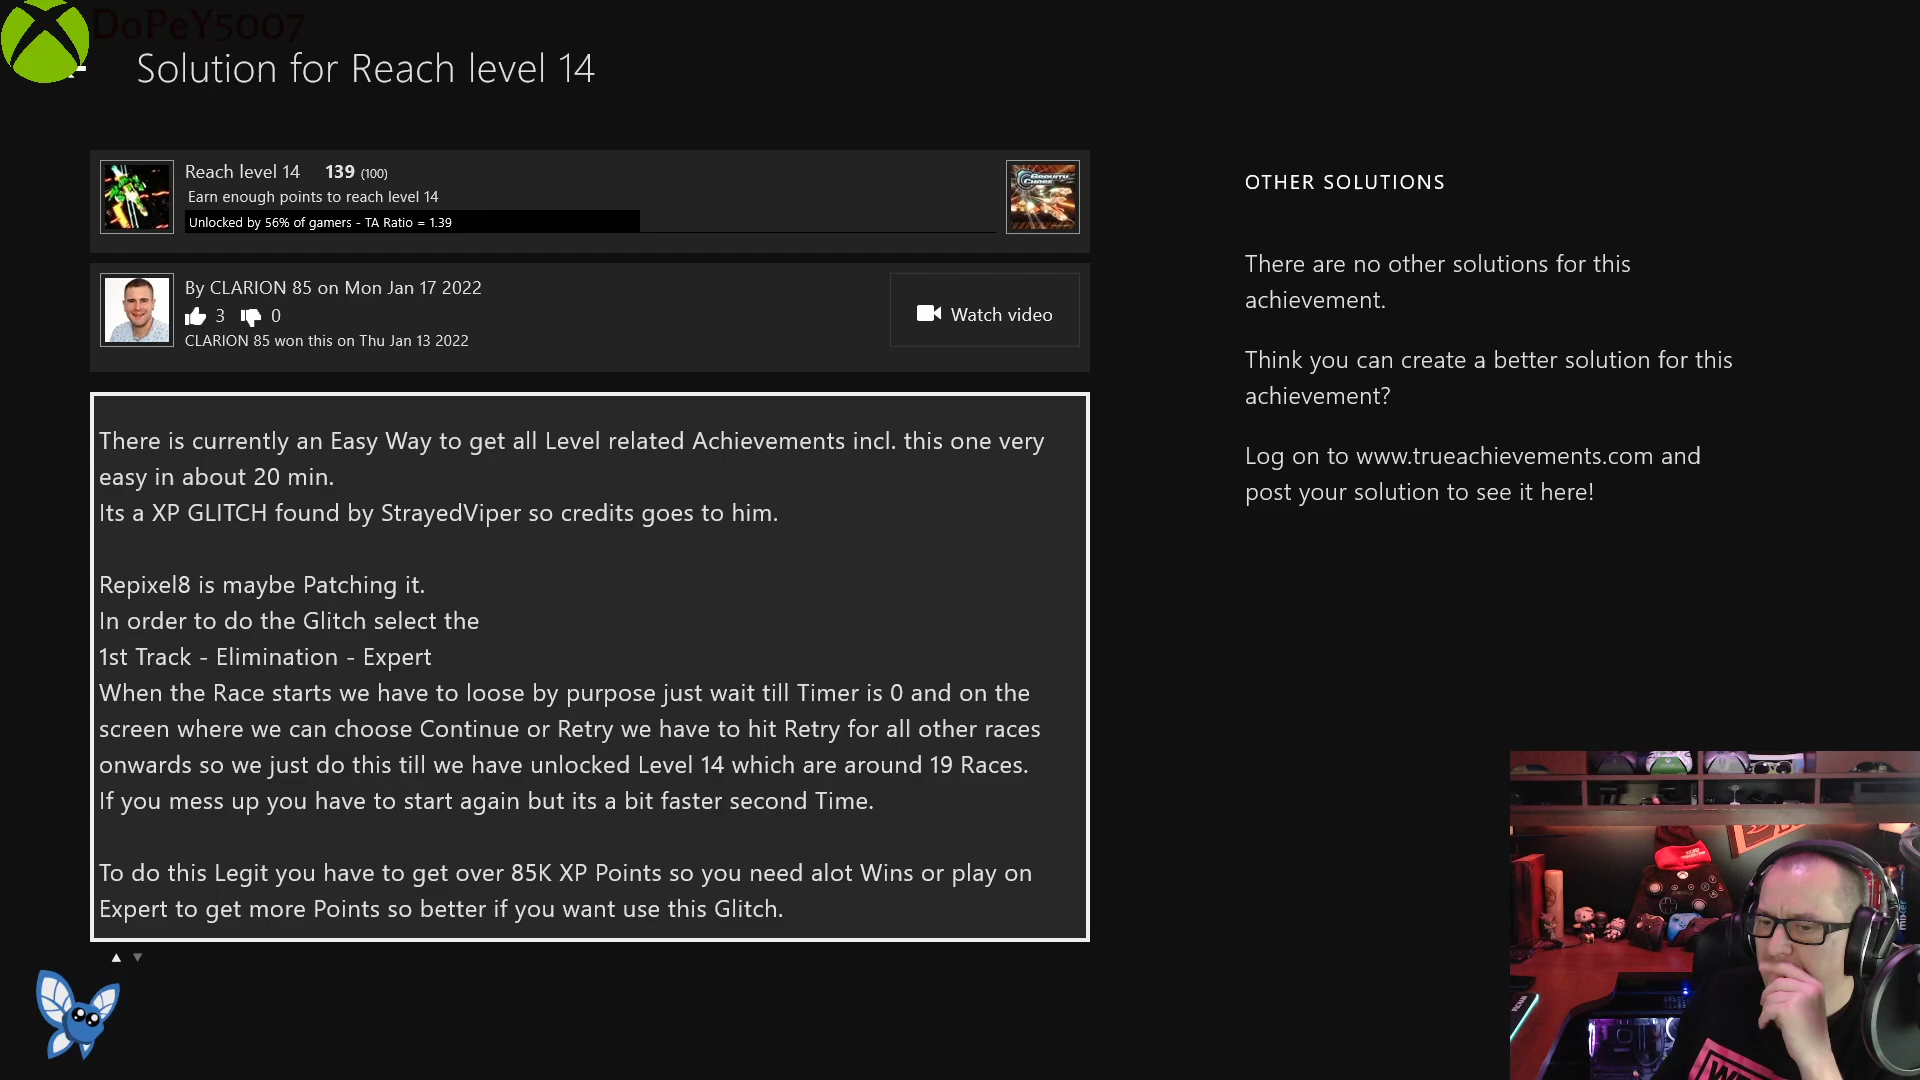 DoPeY5007
Solution for Reach level 14
Reach level 14 139 (100)
Earn enough points to reach level 14
Unlocked by 56% of gamers - TA Ratio = 1.39
GRAVITY
CHASE
By CLARION 85 on Mon Jan 17 2022
3 0
CLARION 85 won this on Thu Jan 13 2022
Watch video
There is currently an Easy Way to get all Level related Achievements incl. this one very
easy in about 20 min.
Its a XP GLITCH found by StrayedViper so credits goes to him.
Repixel8 is maybe Patching it.
In order to do the Glitch select the
1st Track - Elimination - Expert
When the Race starts we have to loose by purpose just wait till Timer is 0 and on the
screen where we can choose Continue or Retry we have to hit Retry for all other races
onwards so we just do this till we have unlocked Level 14 which are around 19 Races.
If you mess up you have to start again but its a bit faster second Time.
To do this Legit you have to get over 85K XP Points so you need alot Wins or play on
Expert to get more Points so better if you want use this Glitch.
OTHER SOLUTIONS
There are no other solutions for this
achievement.
Think you can create a better solution for this
achievement?
Log on to www.trueachievements.com and
post your solution to see it here!
mixer